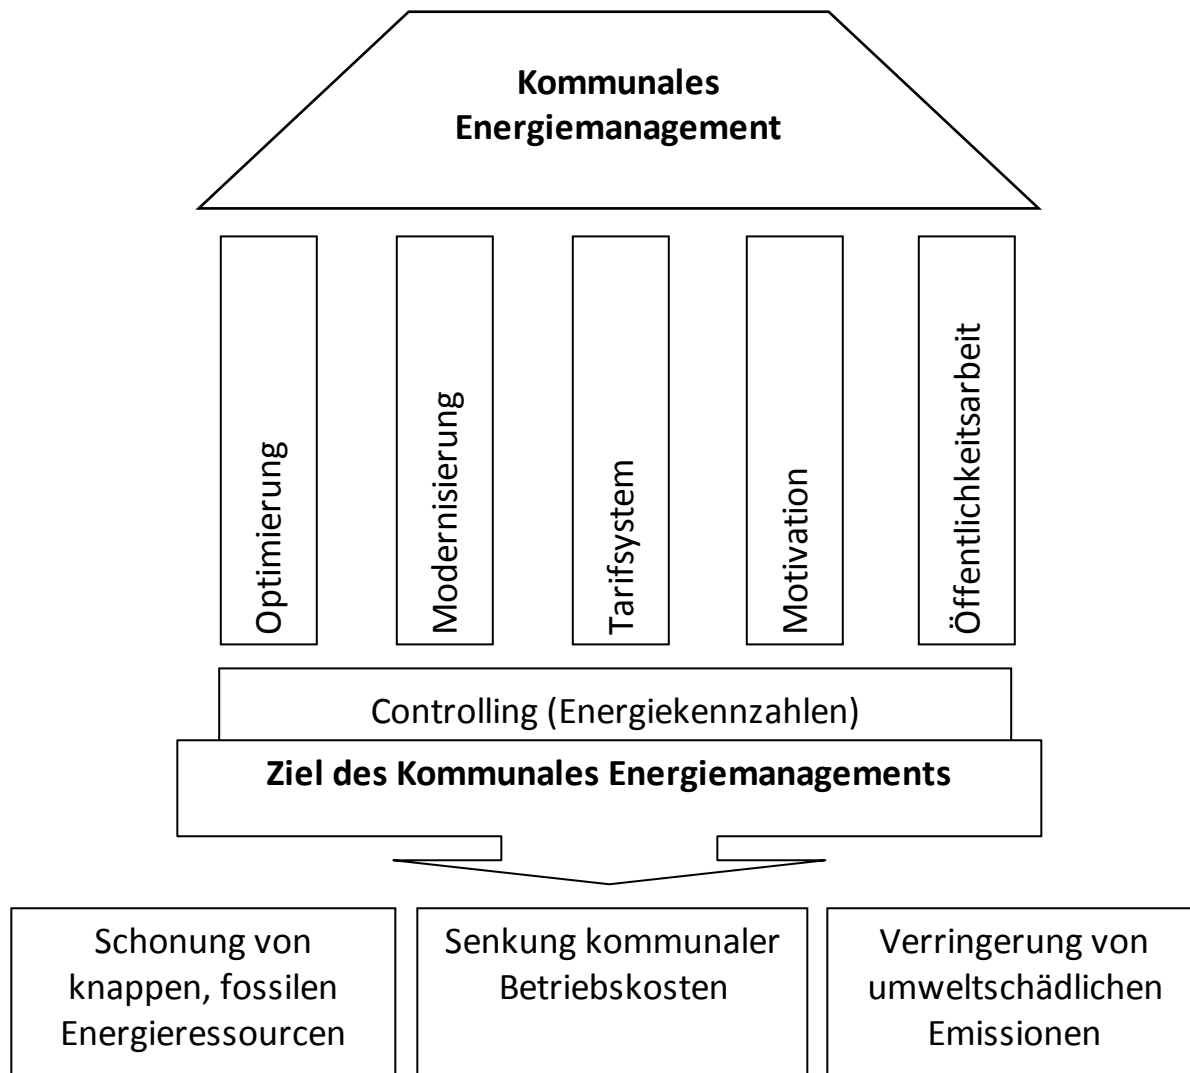 Kommunales
Energiemanagement
Optimierung
Modernisierung
Tarifsystem
Motivation
Öffentlichkeitsarbeit
Controlling (Energiekennzahlen)
Ziel des Kommunales Energiemanagements
Schonung von
knappen, fossilen
Energieressourcen
Senkung kommunaler
Betriebskosten
Verringerung von
umweltschädlichen
Emissionen